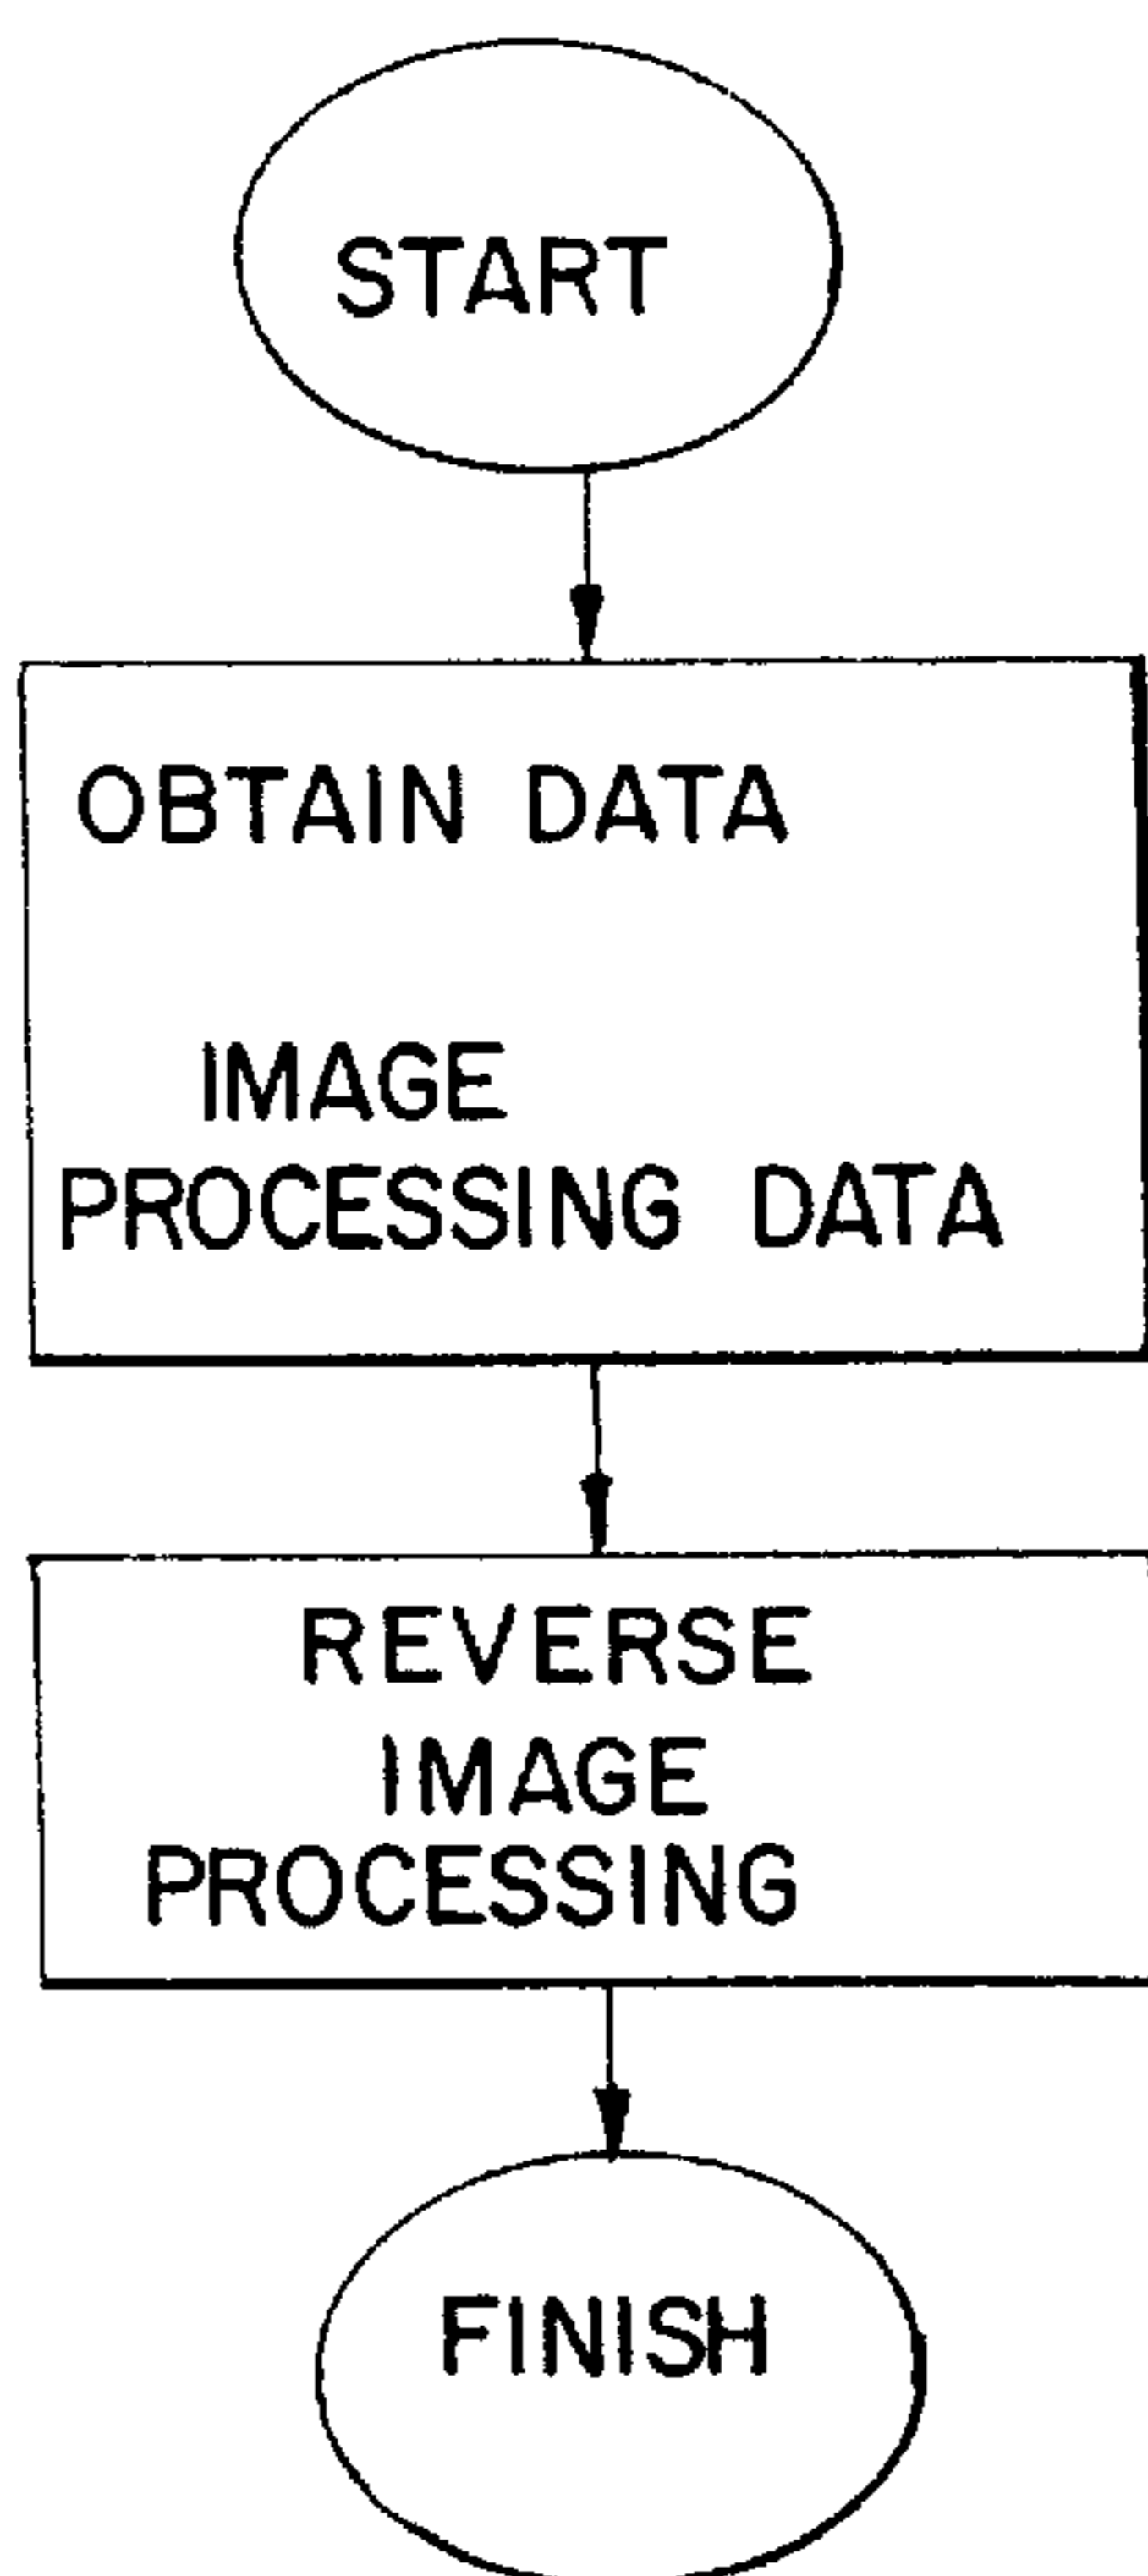 START
OBTAIN DATA
IMAGE
PROCESSING DATA
REVERSE
IMAGE
PROCESSING
FINISH